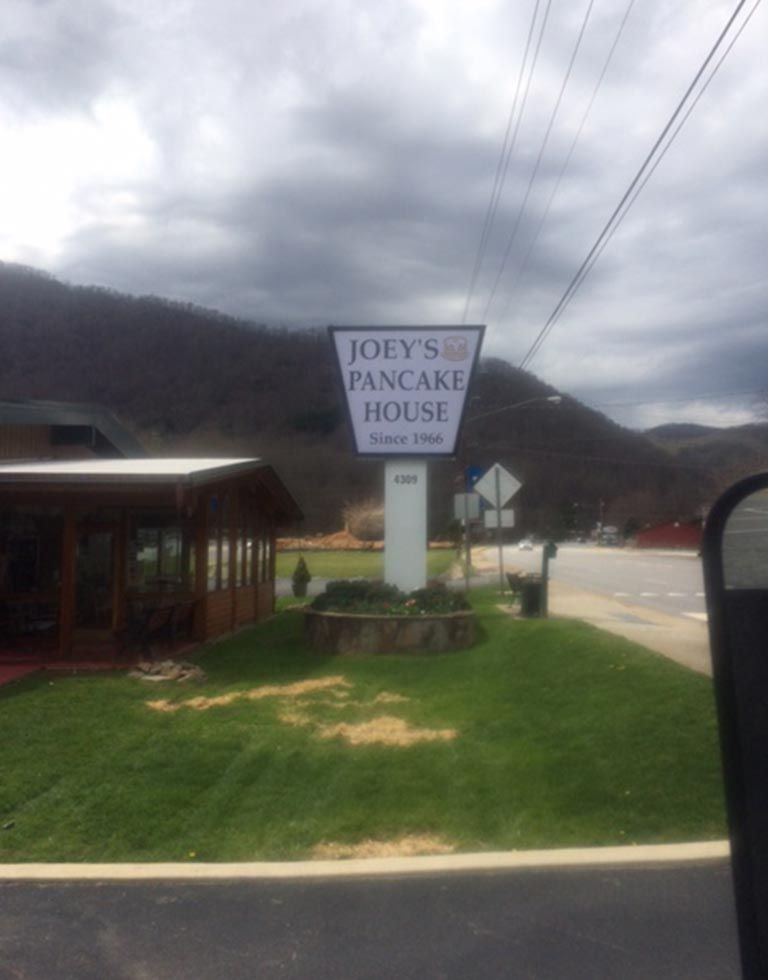 JOEY'S
PANCAKE
HOUSE
Since 1966
4309